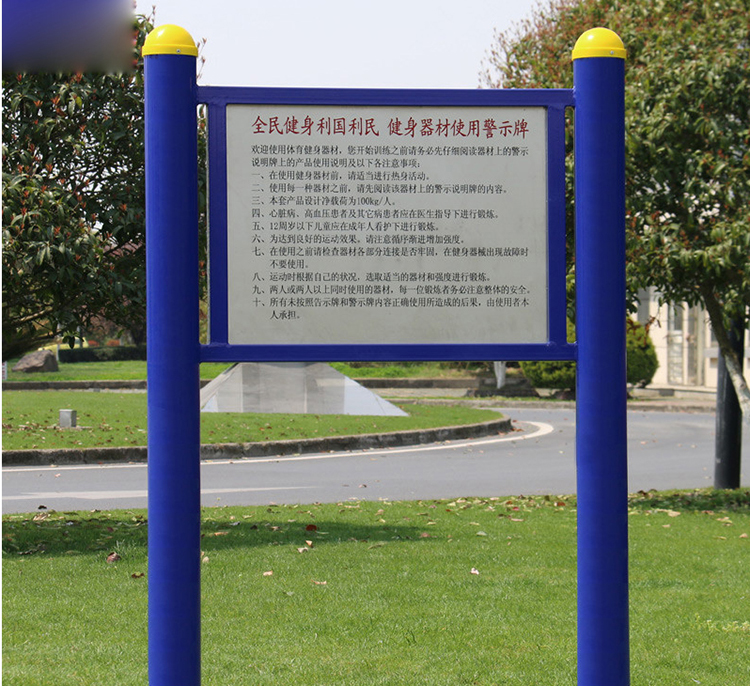 全民健身利国利民 健身器材使用警示牌
欢迎使用体育健身器材，您开始训练之前请务必先仔细阅读器材上的警示
说明牌上的产品使用说明及以下各注意事项：
一、在使用健身器材前，请适当进行热身活动。
二、使用每一种器材之前，请先阅读该器材上的警示说明牌的内容。
三、本套产品设计净载荷为100kg/人。
四、心脏病、高血压患者及其它病患者应在医生指导下进行锻炼。
五、12周岁以下儿童应在成年人看护下进行锻炼。
六、为达到良好的运动效果，请注意循序渐进增加强度。
七、在使用之前请检查器材各部分连接是否牢固，在健身器械出现故障时
不要使用。
八、运动时根据自己的状况，选取适当的器材和强度进行锻炼。
九、两人或两人以上同时使用的器材，每一位锻炼者务必注意整体的安全。
十、所有未按照告示牌和警示牌内容正确使用所造成的后果，由使用者本
人承担。